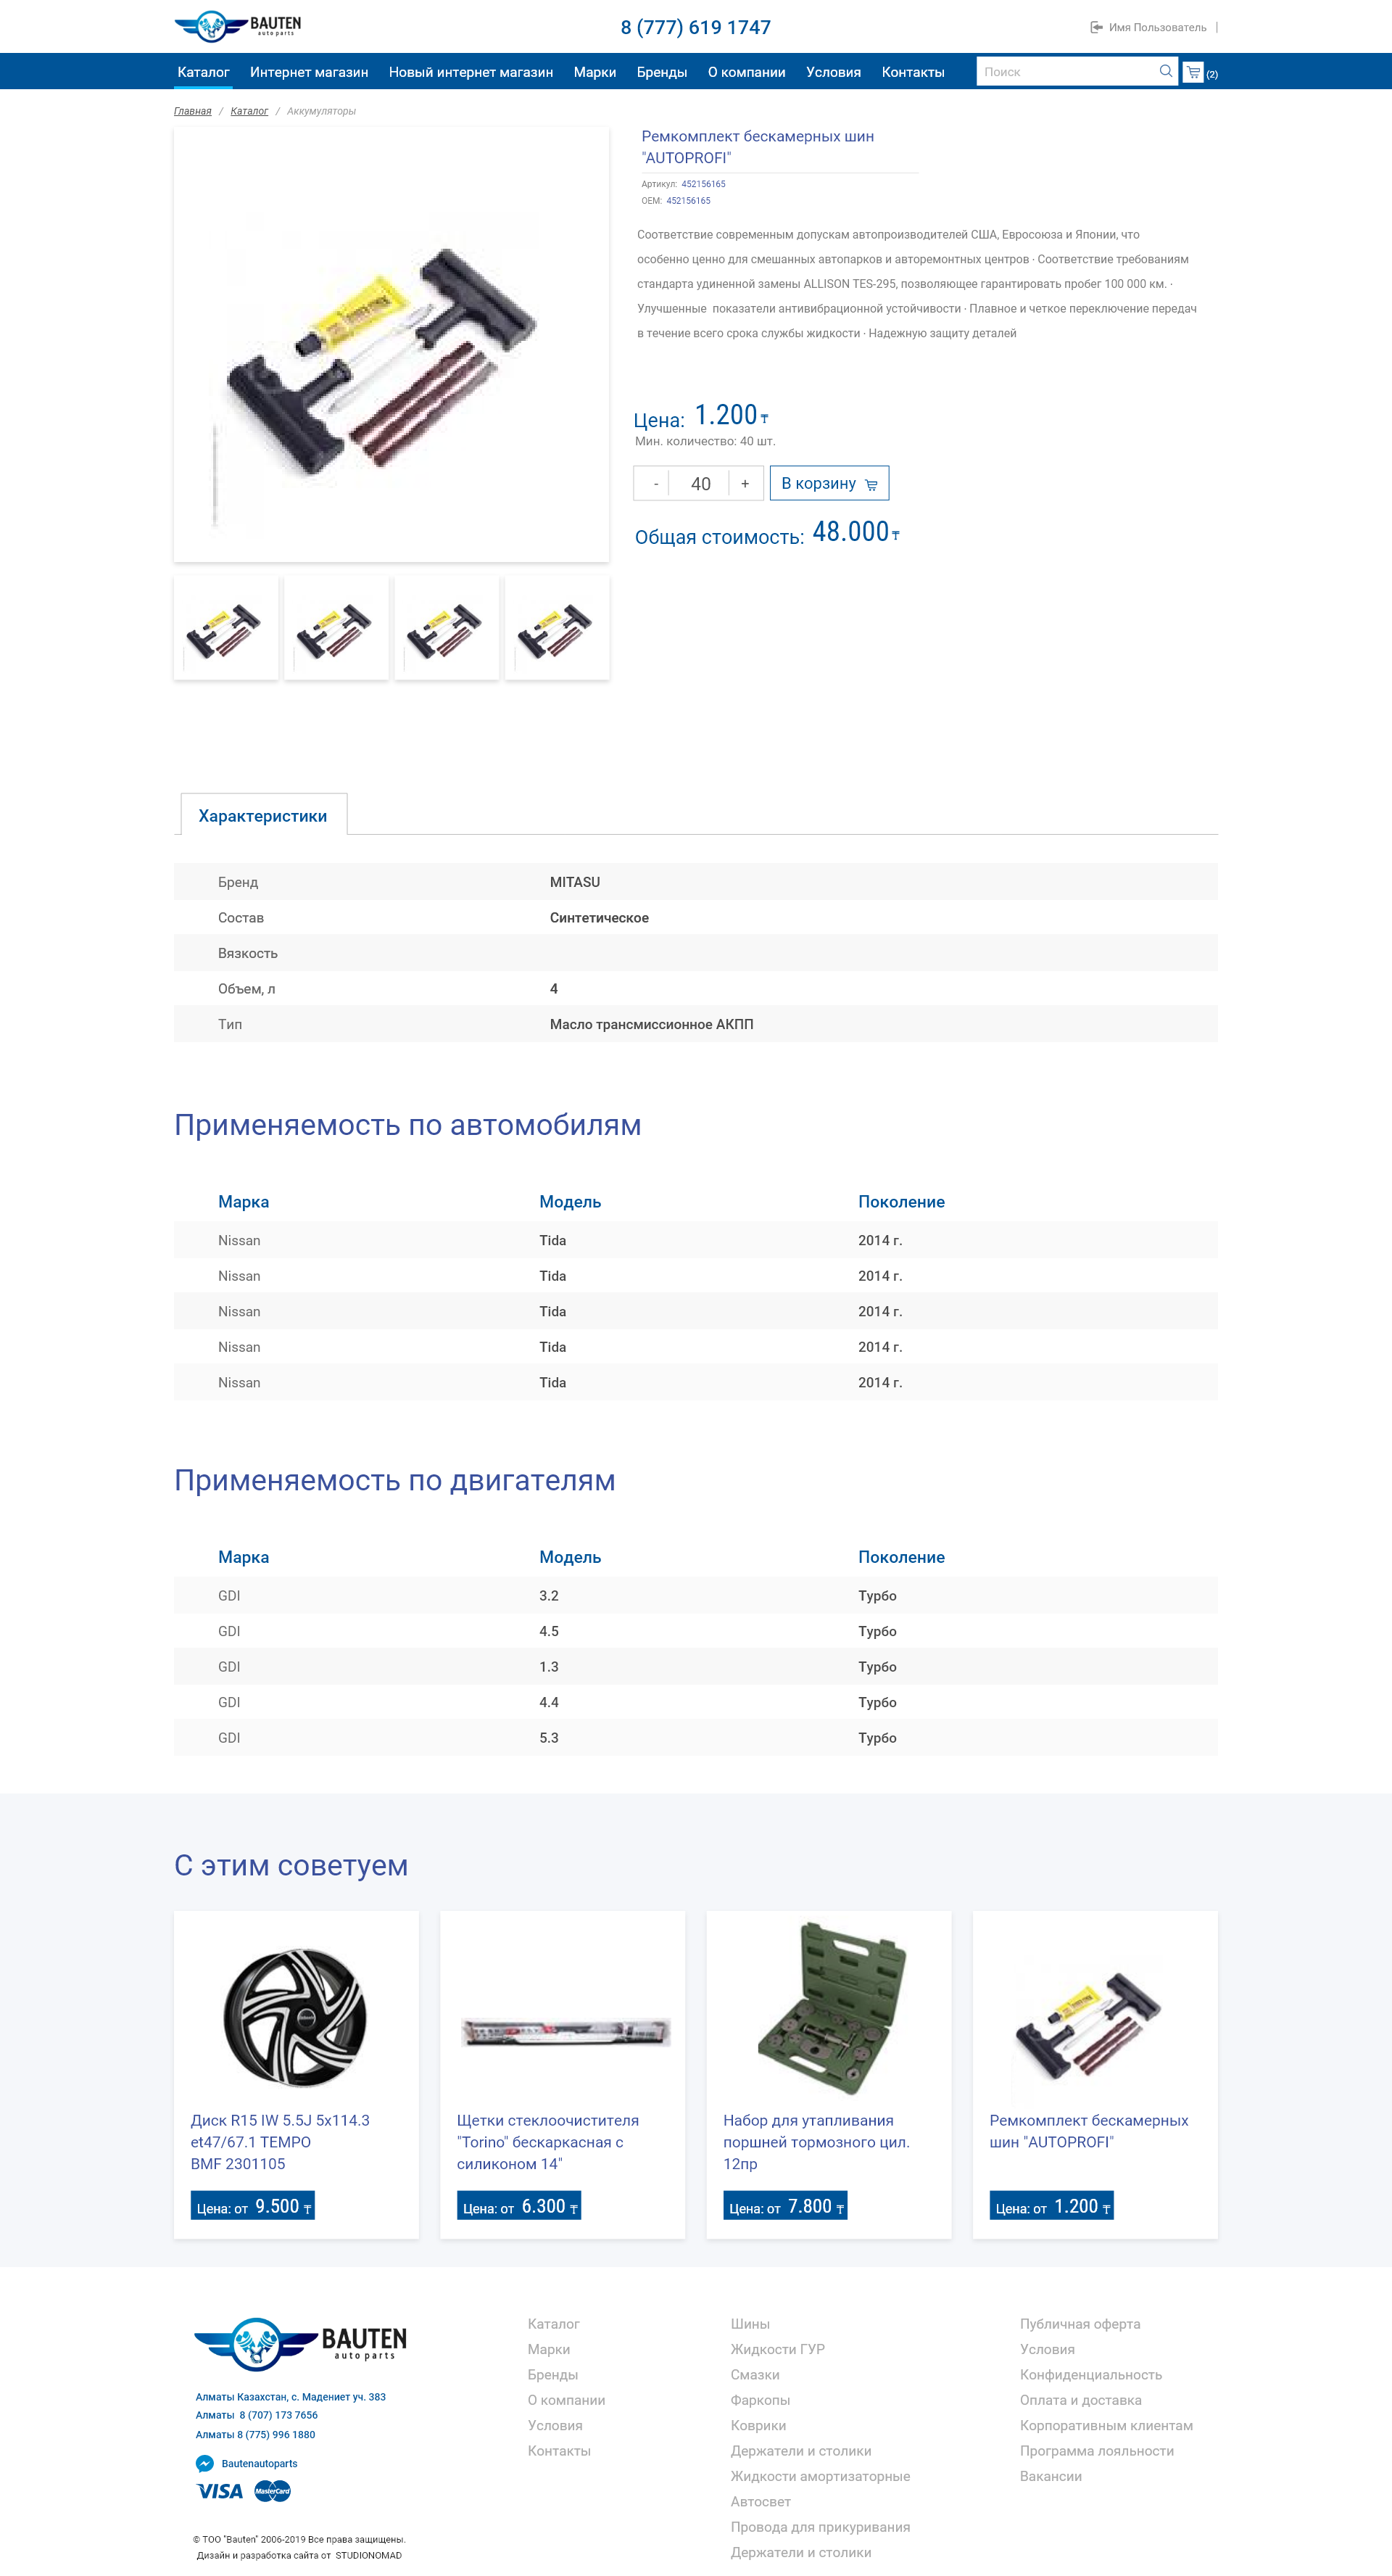 BAUTEN
auto parts
8 (777) 619 1747
Имя Пользователь |
Каталог Интернет магазин Новый интернет магазин Марки Бренды О компании Условия Контакты Поиск (2)
Главная / Каталог / Аккумуляторы
Ремкомплект бескамерных шин
"AUTOPROFI"
Артикул: 452156165
OEM: 452156165
Соответствие современным допускам автопроизводителей США, Евросоюза и Японии, что
особенно ценно для смешанных автопарков и авторемонтных центров · Соответствие требованиям
стандарта удиненной замены ALLISON TES-295, позволяющее гарантировать пробег 100 000 км. ·
Улучшенные показатели антивибрационной устойчивости · Плавное и четкое переключение передач
в течение всего срока службы жидкости · Надежную защиту деталей
Цена: 1.200 ₸
Мин. количество: 40 шт.
- 40 + В корзину
Общая стоимость: 48.000 ₸
Характеристики
Бренд MITASU
Состав Синтетическое
Вязкость
Объем, л 4
Тип Масло трансмиссионное АКПП
Применяемость по автомобилям
Марка Модель Поколение
Nissan Tida 2014 г.
Nissan Tida 2014 г.
Nissan Tida 2014 г.
Nissan Tida 2014 г.
Nissan Tida 2014 г.
Применяемость по двигателям
Марка Модель Поколение
GDI 3.2 Турбо
GDI 4.5 Турбо
GDI 1.3 Турбо
GDI 4.4 Турбо
GDI 5.3 Турбо
С этим советуем
Диск R15 IW 5.5J 5x114.3
et47/67.1 TEMPO
BMF 2301105
Цена: от 9.500 ₸
Щетки стеклоочистителя
"Torino" бескаркасная с
силиконом 14"
Цена: от 6.300 ₸
Набор для утапливания
поршней тормозного цил.
12пр
Цена: от 7.800 ₸
Ремкомплект бескамерных
шин "AUTOPROFI"
Цена: от 1.200 ₸
BAUTEN
auto parts
Алматы Казахстан, с. Мадениет уч. 383
Алматы 8 (707) 173 7656
Алматы 8 (775) 996 1880
Bautenautoparts
VISA MasterCard
© ТОО "Bauten" 2006-2019 Все права защищены.
Дизайн и разработка сайта от STUDIONOMAD
Каталог
Марки
Бренды
О компании
Условия
Контакты
Шины
Жидкости ГУР
Смазки
Фаркопы
Коврики
Держатели и столики
Жидкости амортизаторные
Автосвет
Провода для прикуривания
Держатели и столики
Публичная оферта
Условия
Конфиденциальность
Оплата и доставка
Корпоративным клиентам
Программа лояльности
Вакансии